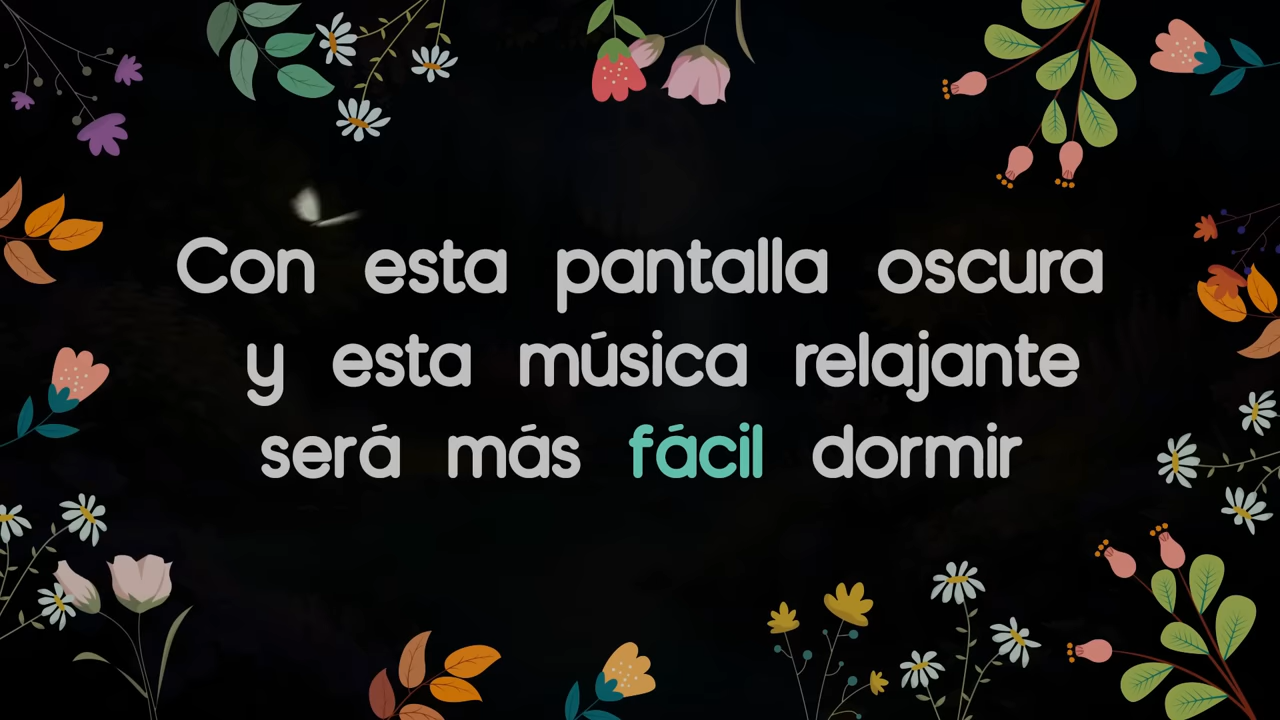 Con esta pantalla oscura
y esta música relajante
será más fácil dormir